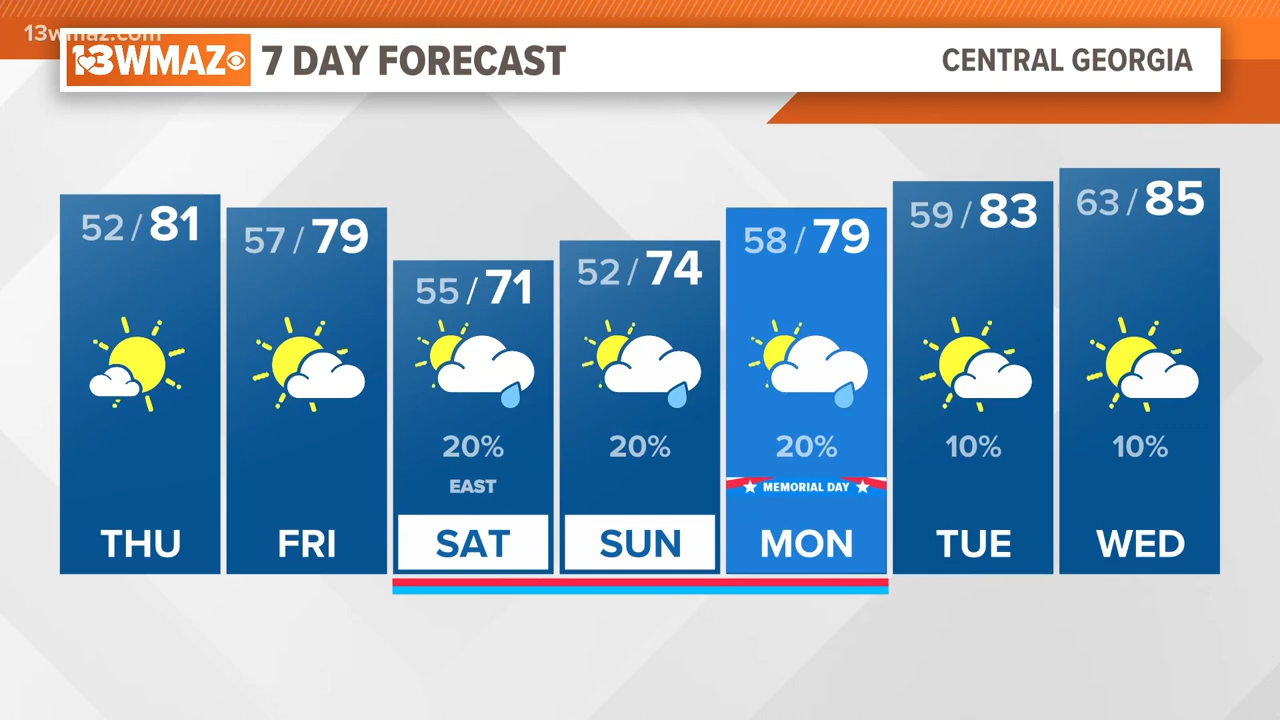 13wmaz.com
13WMAZ 7 DAY FORECAST
CENTRAL GEORGIA
52 / 81
57 / 79
55 / 71
52 / 74
58 / 79
59 / 83
63 / 85
20%
20%
20%
10%
10%
EAST
MEMORIAL DAY
THU
FRI
SAT
SUN
MON
TUE
WED